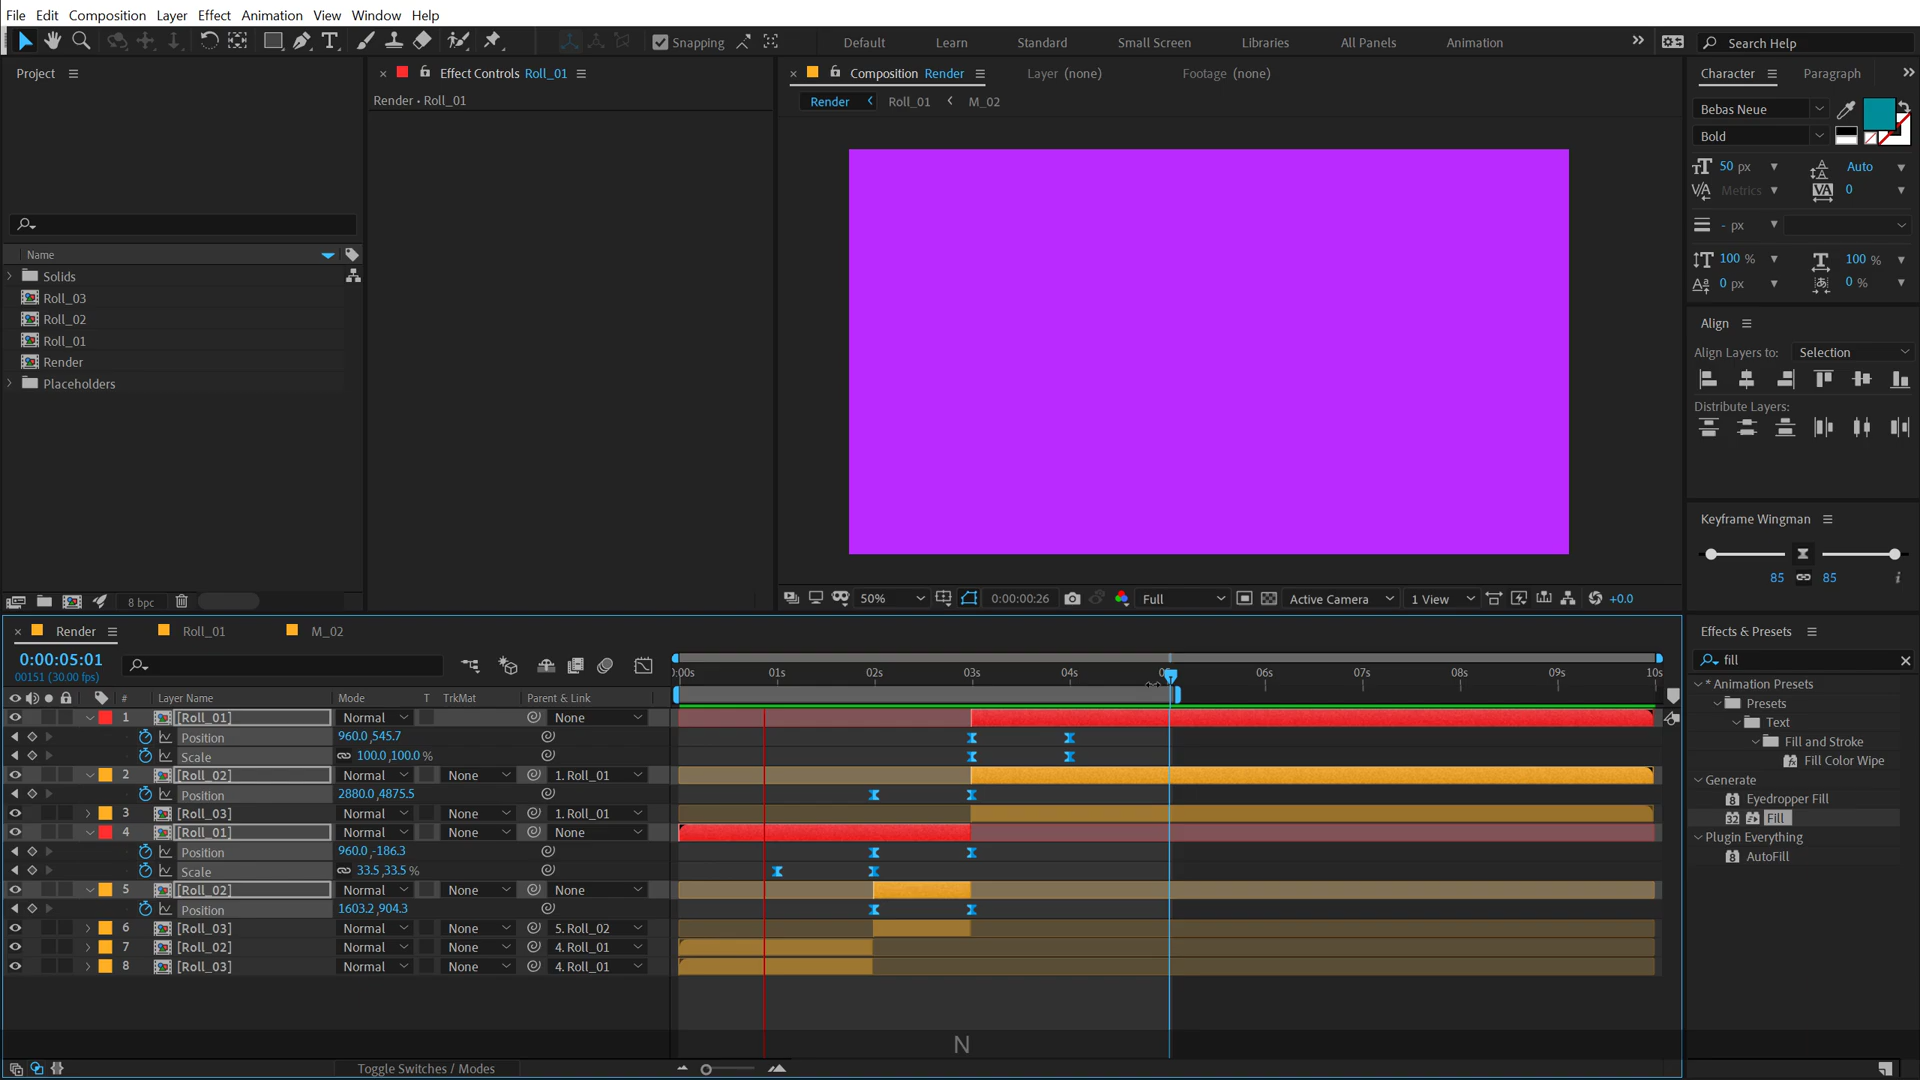 File Edit Composition Layer Effect Animation View Window Help
Snapping Default Learn Standard Small Screen Libraries All Panels Animation Search Help
Project Effect Controls Roll_01 Composition Render Layer (none) Footage (none) Character Paragraph
Render • Roll_01 Render Roll_01 M_02
Bebas Neue
Bold
50 px Auto
Metrics 0
- px
100 % 100 %
0 px 0 %
Name
Solids
Roll_03
Roll_02
Roll_01
Render
Placeholders
Align
Align Layers to: Selection
Distribute Layers:
Keyframe Wingman
85 85
8 bpc 50% 0:00:00:26 Full Active Camera 1 View +0.0
Render Roll_01 M_02
0:00:05:01
00151 (30.00 fps)
:00s 01s 02s 03s 04s 06s 07s 08s 09s 10s
# Layer Name Mode T TrkMat Parent & Link
1 [Roll_01] Normal None
Position 960.0,545.7
Scale 100.0,100.0 %
2 [Roll_02] Normal None 1. Roll_01
Position 2880.0,4875.5
3 [Roll_03] Normal None 1. Roll_01
4 [Roll_01] Normal None None
Position 960.0,-186.3
Scale 33.5,33.5 %
5 [Roll_02] Normal None None
Position 1603.2,904.3
6 [Roll_03] Normal None 5. Roll_02
7 [Roll_02] Normal None 4. Roll_01
8 [Roll_03] Normal None 4. Roll_01
N
Toggle Switches / Modes
Effects & Presets
fill
* Animation Presets
Presets
Text
Fill and Stroke
Fill Color Wipe
Generate
Eyedropper Fill
Fill
Plugin Everything
AutoFill